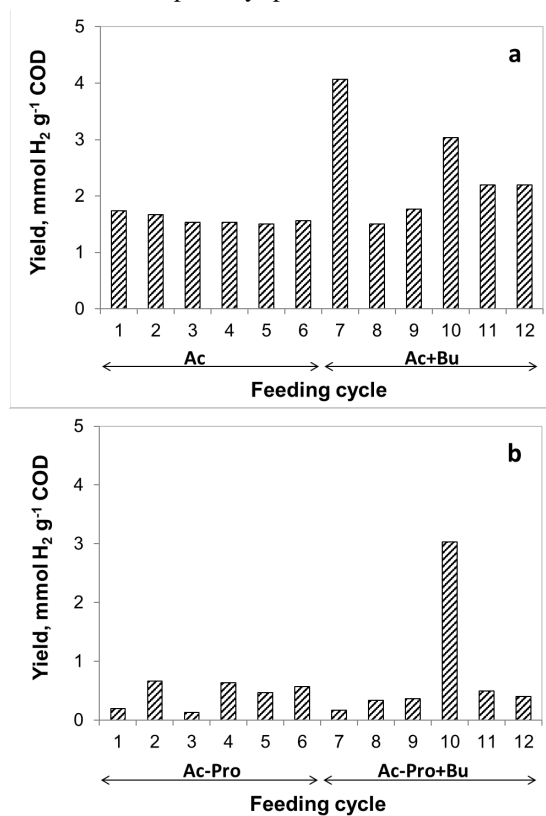 5
a
4
3
2
1
0
Yield, mmol H₂ g⁻¹ COD
1 2 3 4 5 6 7 8 9 10 11 12
Ac Ac+Bu
Feeding cycle
5
b
4
3
2
1
0
Yield, mmol H₂ g⁻¹ COD
1 2 3 4 5 6 7 8 9 10 11 12
Ac-Pro Ac-Pro+Bu
Feeding cycle